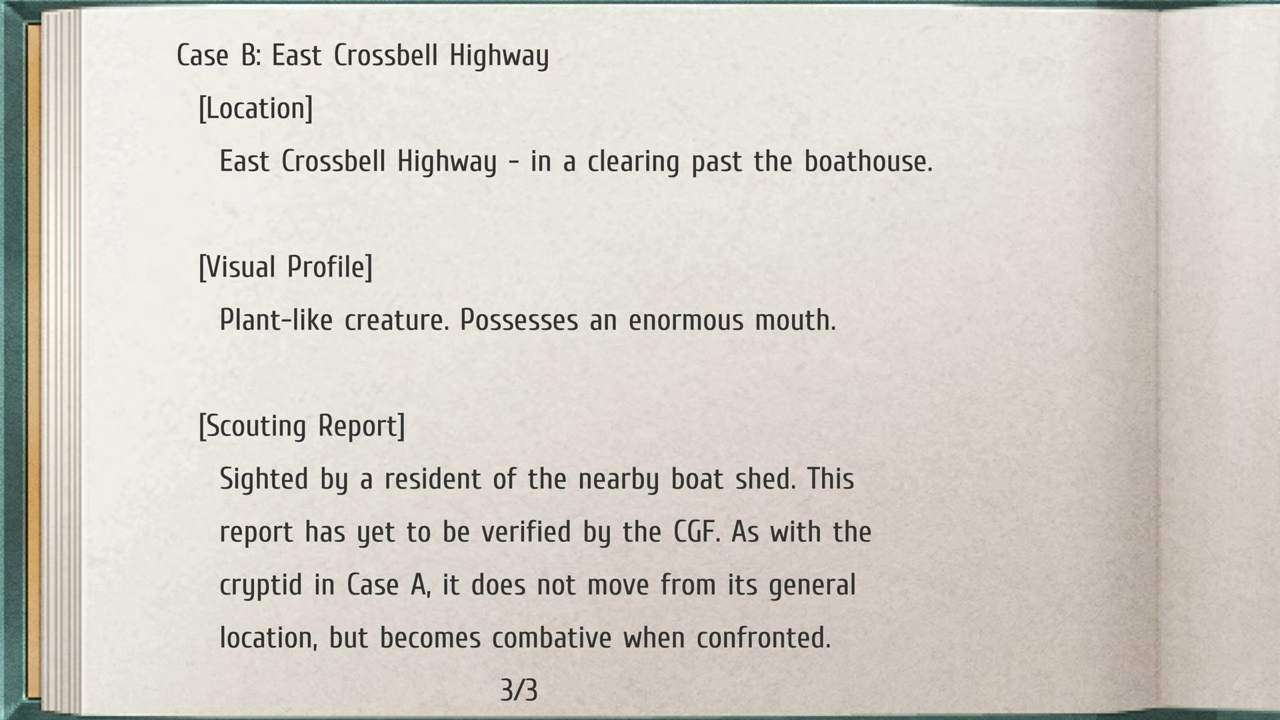 Case B: East Crossbell Highway
[Location]
East Crossbell Highway - in a clearing past the boathouse.
[Visual Profile]
Plant-like creature. Possesses an enormous mouth.
[Scouting Report]
Sighted by a resident of the nearby boat shed. This
report has yet to be verified by the CGF. As with the
cryptid in Case A, it does not move from its general
location, but becomes combative when confronted.
3/3